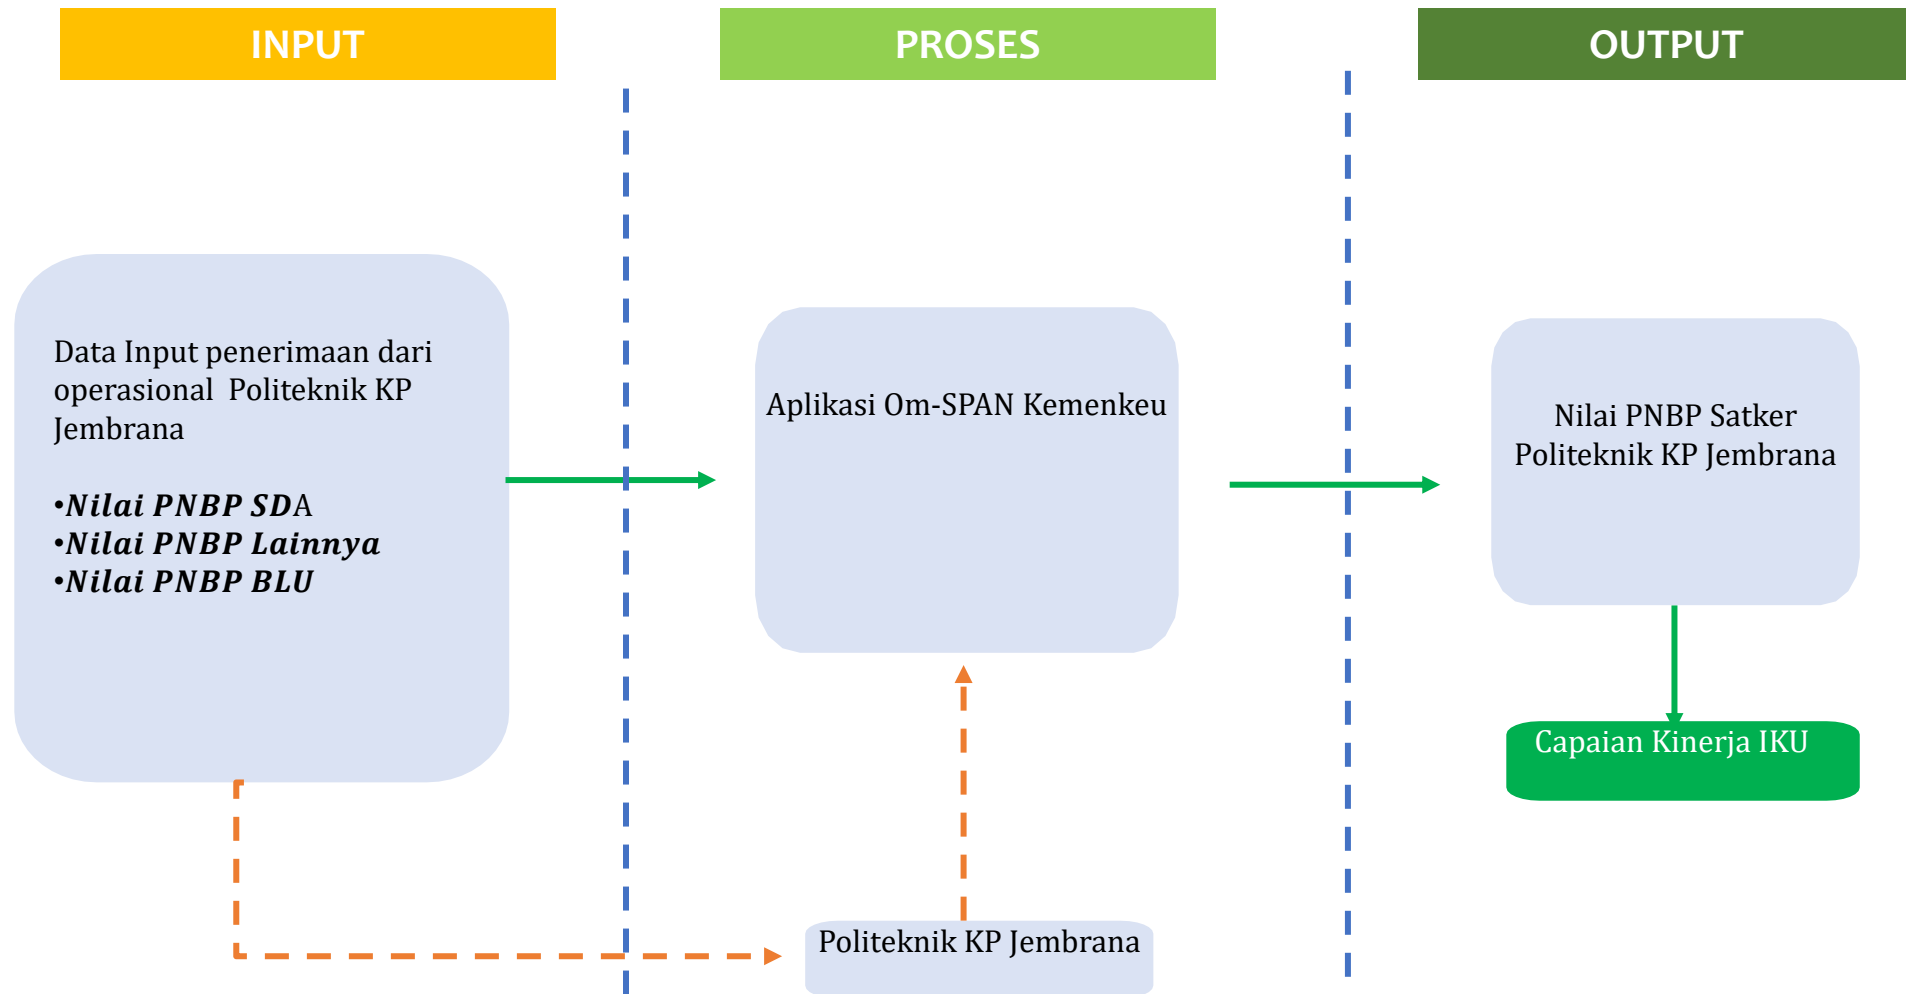 INPUT
PROSES
OUTPUT
Data Input penerimaan dari
operasional Politeknik KP
Jembrana
•Nilai PNBP SDA
•Nilai PNBP Lainnya
•Nilai PNBP BLU
Aplikasi Om-SPAN Kemenkeu
Nilai PNBP Satker
Politeknik KP Jembrana
Capaian Kinerja IKU
Politeknik KP Jembrana